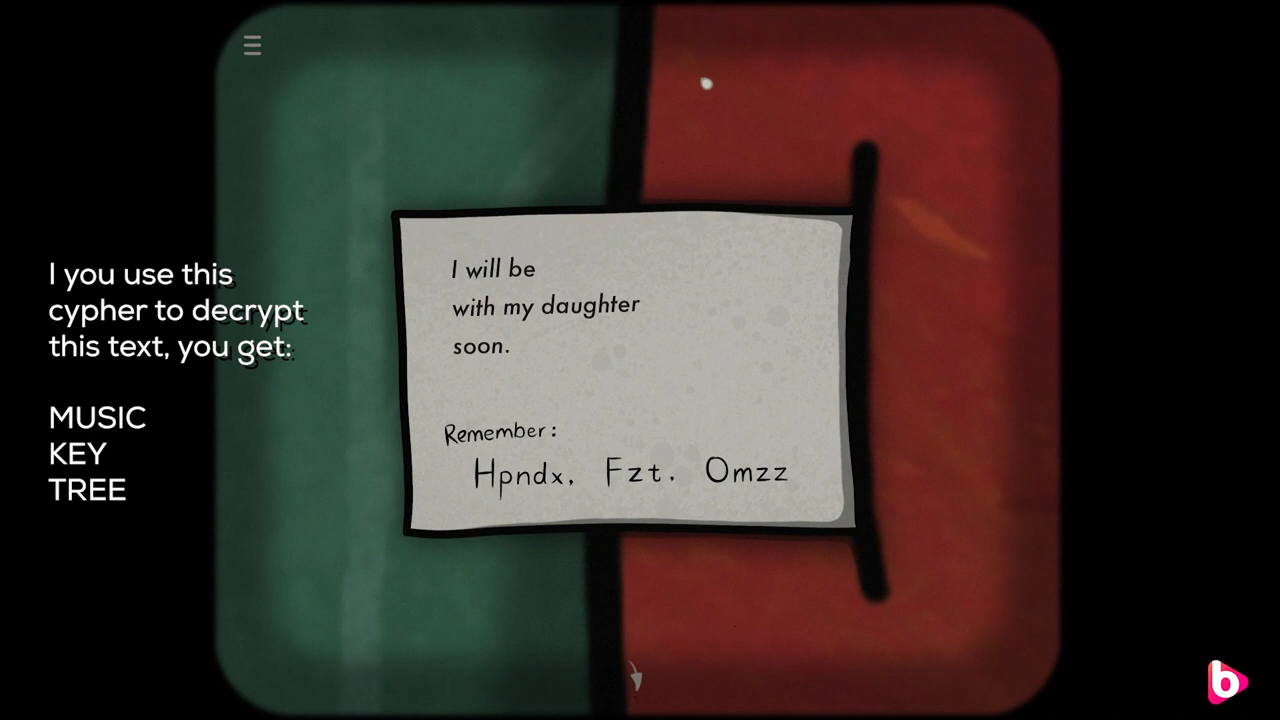 I you use this
cypher to decrypt
this text, you get:
MUSIC
KEY
TREE
I will be
with my daughter
soon.
Remember:
Hpndx, Fzt. Omzz
b